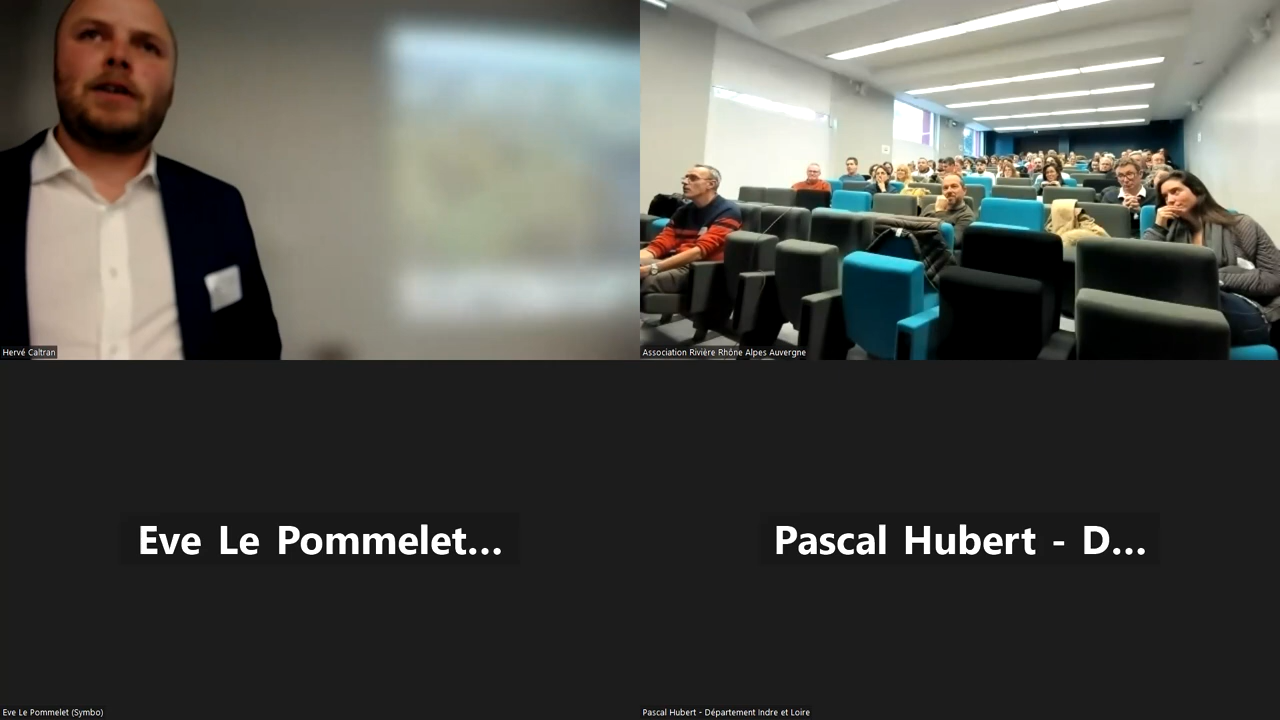 Hervé Caltran
Association Rivière Rhône Alpes Auvergne
Eve Le Pommelet...
Pascal Hubert - D...
Eve Le Pommelet (Symbo)
Pascal Hubert - Département Indre et Loire